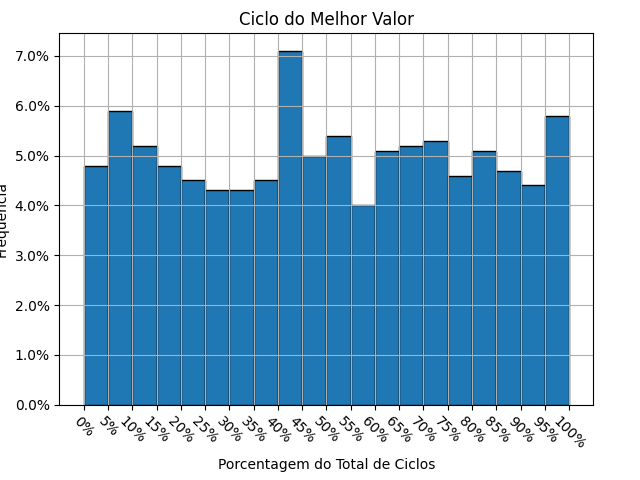 Ciclo do Melhor Valor
7.0%
6.0%
5.0%
4.0%
3.0%
2.0%
1.0%
0.0%
Frequência
0% 5% 10% 15% 20% 25% 30% 35% 40% 45% 50% 55% 60% 65% 70% 75% 80% 85% 90% 95% 100%
Porcentagem do Total de Ciclos